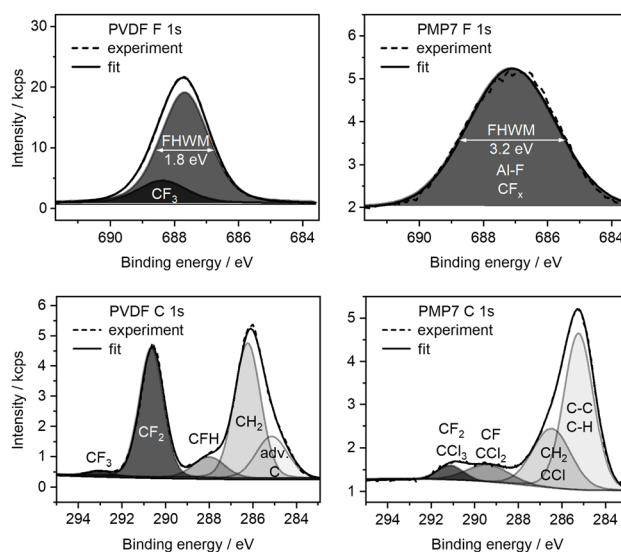 PVDF F 1s
experiment
fit
FHWM
1.8 eV
CF3
30
20
10
0
690
688
686
684
Intensity / kcps
Binding energy / eV
PMP7 F 1s
experiment
fit
FHWM
3.2 eV
Al-F
CFx
6
5
4
3
2
690
688
686
684
Binding energy / eV
PVDF C 1s
experiment
fit
CF3
CF2
CFH
CH2
adv.
C
6
5
4
3
2
1
0
294
292
290
288
286
284
Intensity / kcps
Binding energy / eV
PMP7 C 1s
experiment
fit
CF2
CCl3
CF
CCl2
CH2
CCl
C-C
C-H
5
4
3
2
1
294
292
290
288
286
284
Binding energy / eV